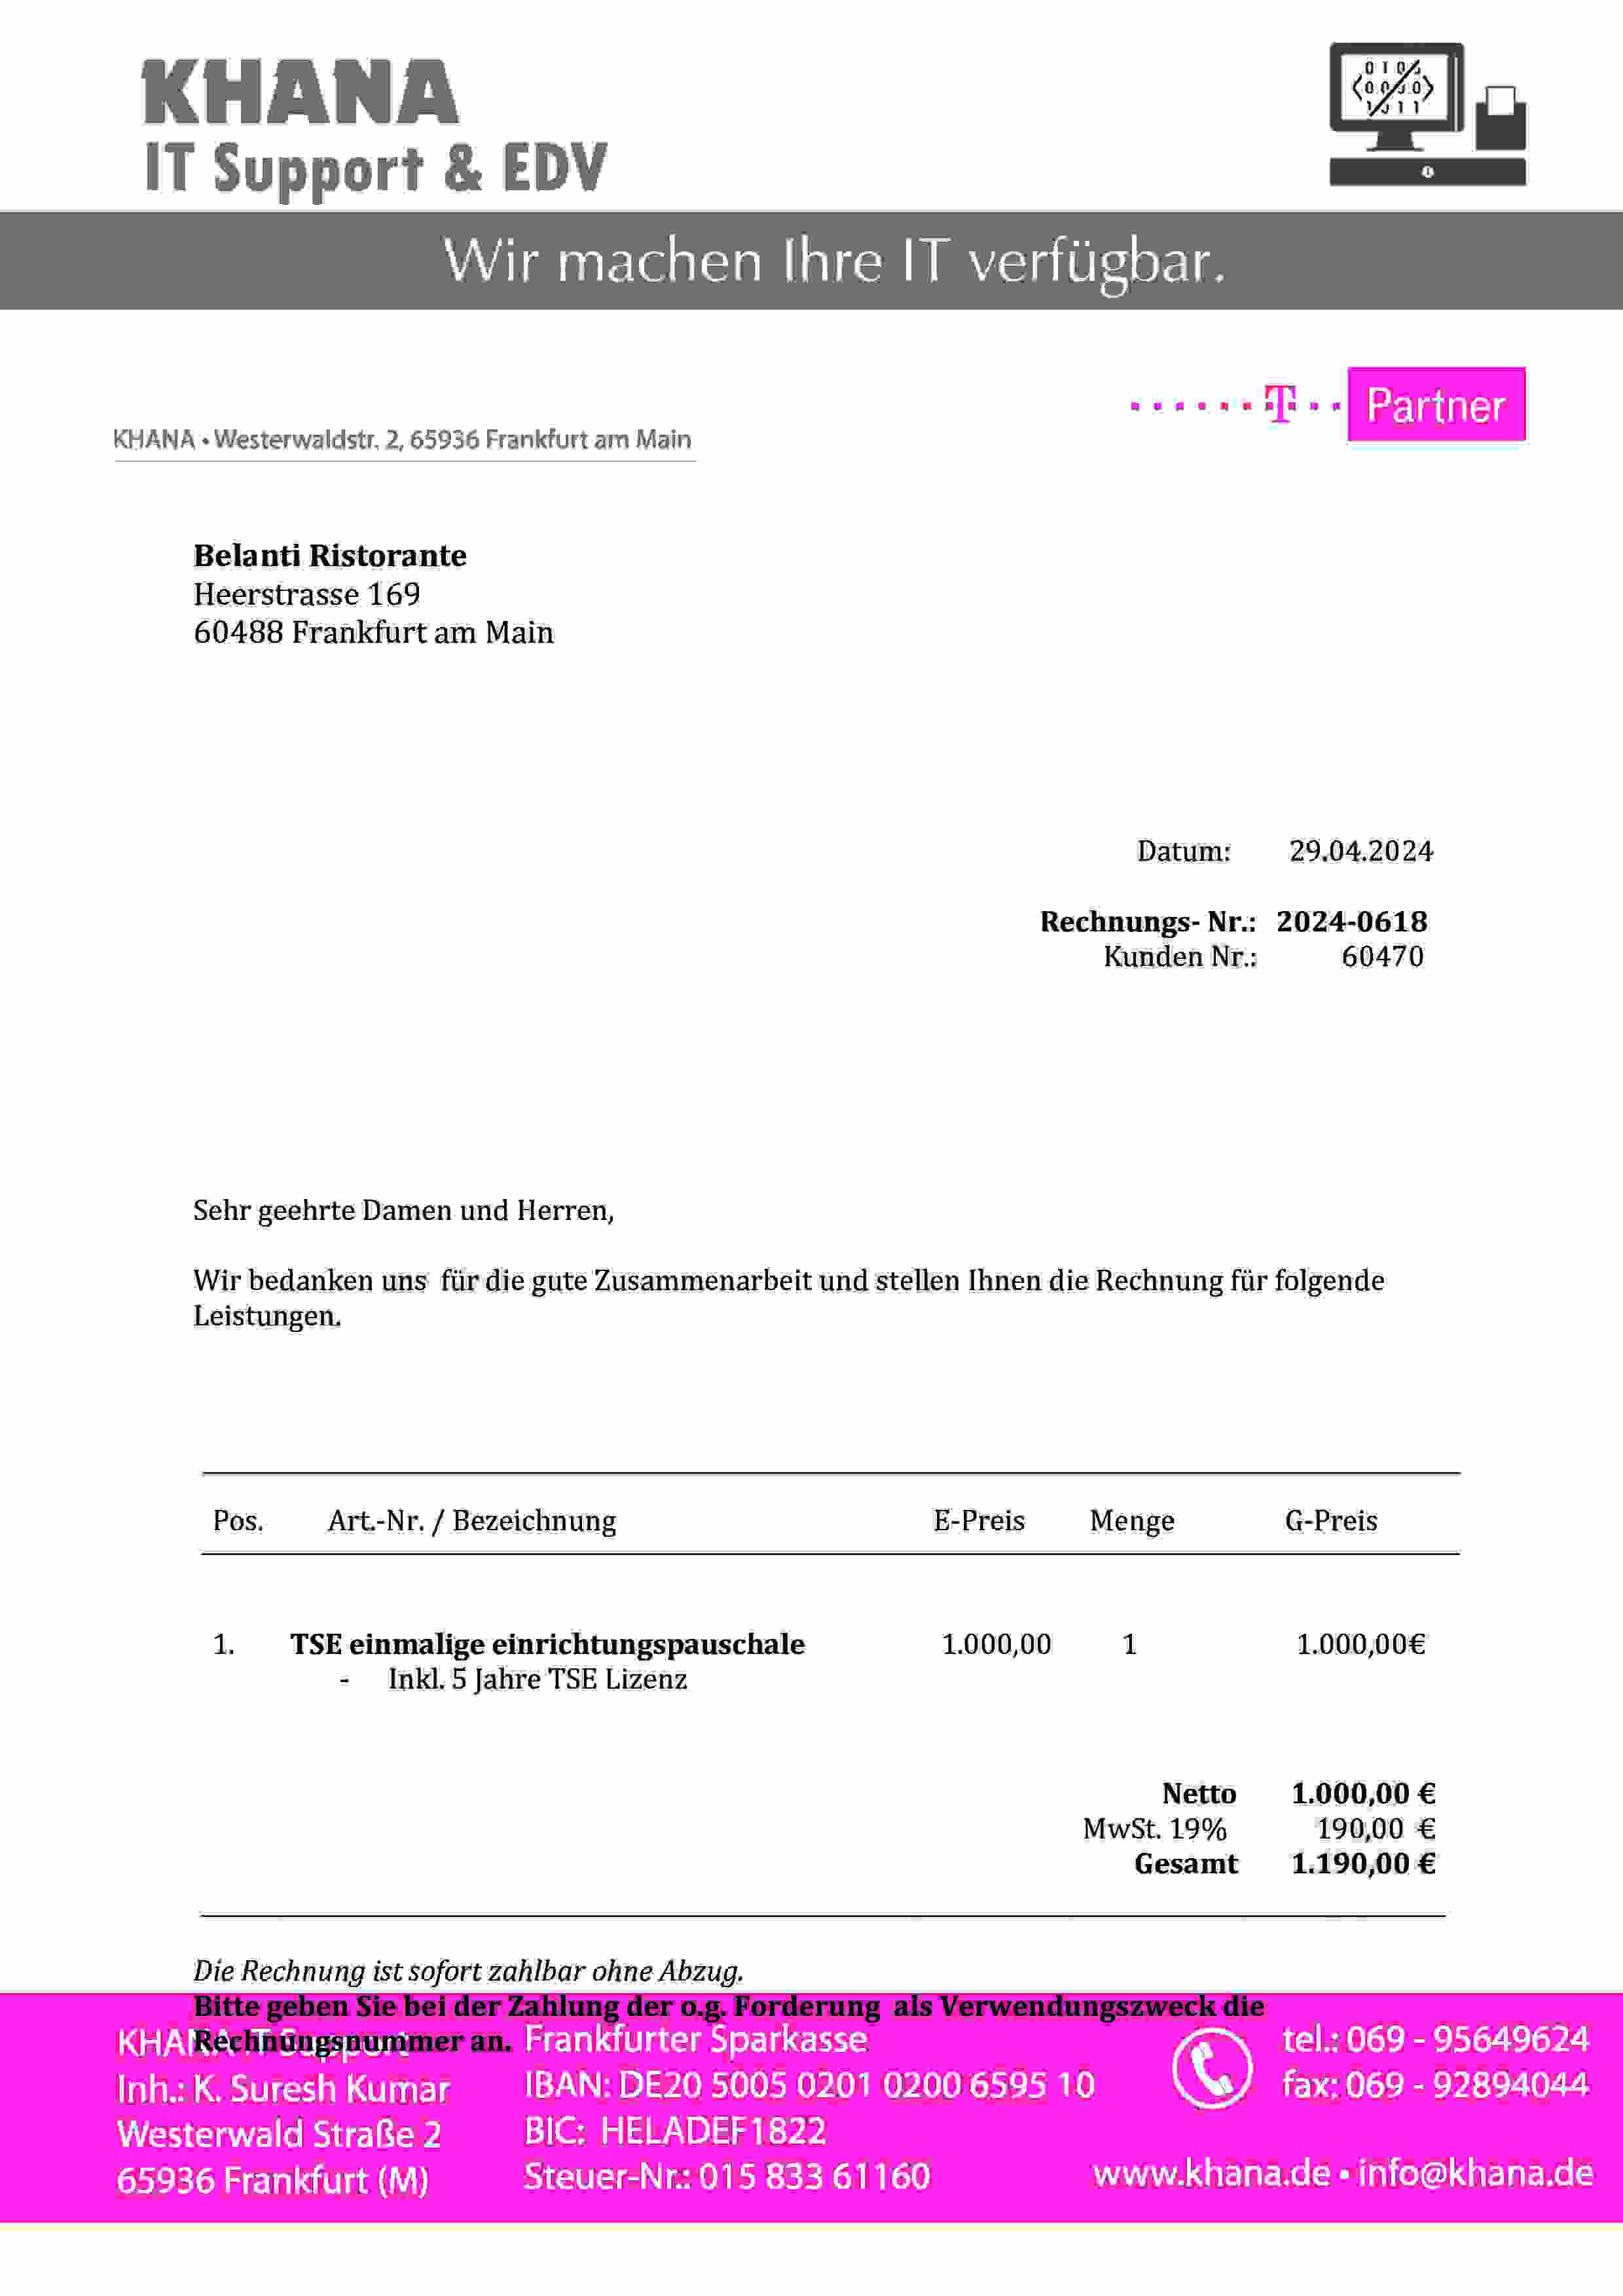 KHANA
IT Support & EDV
Wir machen Ihre IT verfügbar.
T Partner
KHANA • Westerwaldstr. 2, 65936 Frankfurt am Main
Belanti Ristorante
Heerstrasse 169
60488 Frankfurt am Main
Datum: 29.04.2024
Rechnungs- Nr.: 2024-0618
Kunden Nr.: 60470
Sehr geehrte Damen und Herren,
Wir bedanken uns für die gute Zusammenarbeit und stellen Ihnen die Rechnung für folgende
Leistungen.
Pos. Art.-Nr. / Bezeichnung E-Preis Menge G-Preis
1. TSE einmalige einrichtungspauschale 1.000,00 1 1.000,00€
- Inkl. 5 Jahre TSE Lizenz
Netto 1.000,00 €
MwSt. 19% 190,00 €
Gesamt 1.190,00 €
Die Rechnung ist sofort zahlbar ohne Abzug.
Bitte geben Sie bei der Zahlung der o.g. Forderung als Verwendungszweck die
Rechnungsnummer an.
KHANA IT Support
Inh.: K. Suresh Kumar
Westerwald Straße 2
65936 Frankfurt (M)
Frankfurter Sparkasse
IBAN: DE20 5005 0201 0200 6595 10
BIC: HELADEF1822
Steuer-Nr.: 015 833 61160
tel.: 069 - 95649624
fax: 069 - 92894044
www.khana.de • info@khana.de